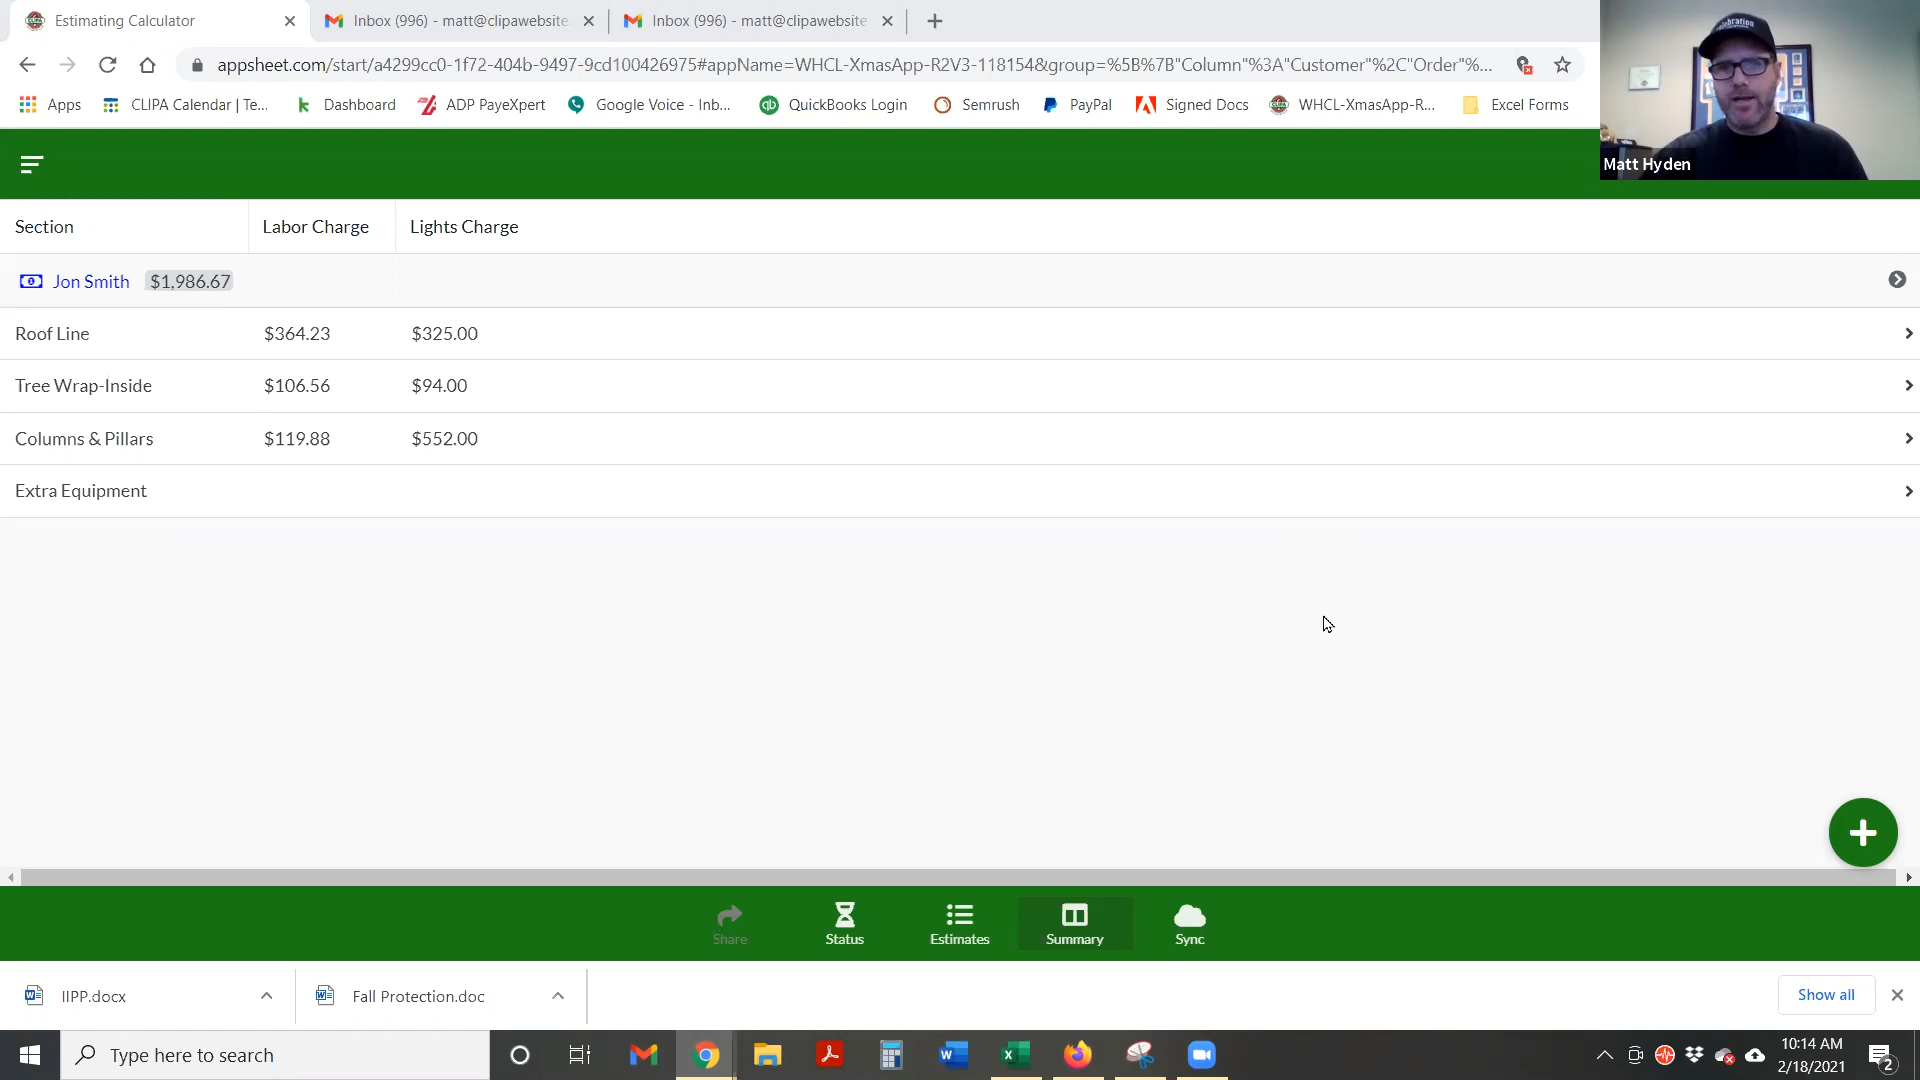 Estimating Calculator
Inbox (996) - matt@clipawebsite
Inbox (996) - matt@clipawebsite
appsheet.com/start/a4299cc0-1f72-404b-9497-9cd100426975#appName=WHCL-XmasApp-R2V3-118154&group=%5B%7B"Column"%3A"Customer"%2C"Order"%...
Apps
CLIPA Calendar | Te...
Dashboard
ADP PayeXpert
Google Voice - Inb...
QuickBooks Login
Semrush
PayPal
Signed Docs
WHCL-XmasApp-R...
Excel Forms
Matt Hyden
Section Labor Charge Lights Charge
Jon Smith $1,986.67
Roof Line $364.23 $325.00
Tree Wrap-Inside $106.56 $94.00
Columns & Pillars $119.88 $552.00
Extra Equipment
Share
Status
Estimates
Summary
Sync
IIPP.docx
Fall Protection.doc
Show all
Type here to search
10:14 AM
2/18/2021
2